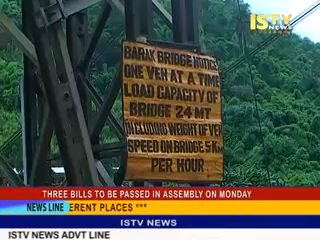 ISTV
BARAK BRIDGE NOTICE
ONE VEH AT A TIME
LOAD CAPACITY OF
BRIDGE 24 MT
INCLUDING WEIGHT OF VEH
SPEED ON BRIDGE 5 K
PER HOUR
THREE BILLS TO BE PASSED IN ASSEMBLY ON MONDAY
NEWS LINE ERENT PLACES ***
ISTV NEWS
ISTV NEWS ADVT LINE